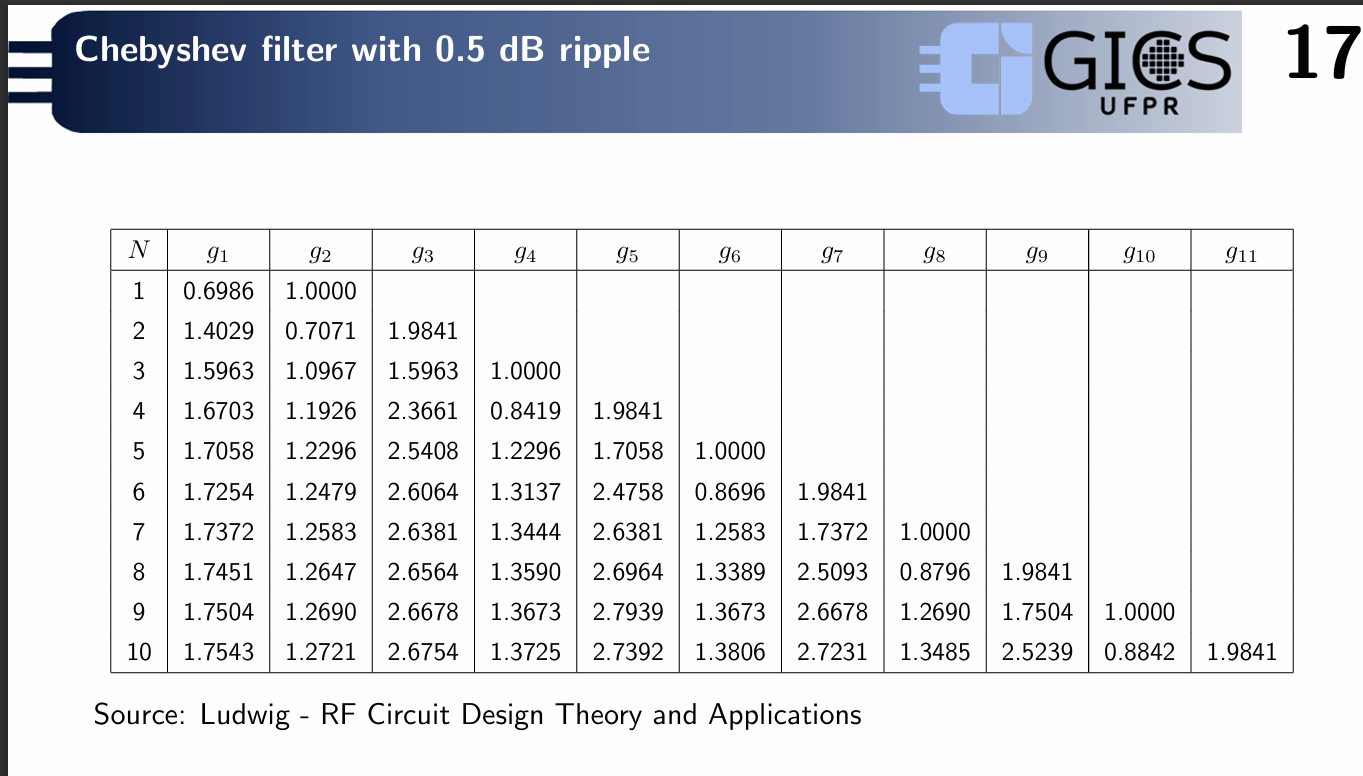 Chebyshev filter with 0.5 dB ripple
GICS
UFPR
17
N g1 g2 g3 g4 g5 g6 g7 g8 g9 g10 g11
1 0.6986 1.0000
2 1.4029 0.7071 1.9841
3 1.5963 1.0967 1.5963 1.0000
4 1.6703 1.1926 2.3661 0.8419 1.9841
5 1.7058 1.2296 2.5408 1.2296 1.7058 1.0000
6 1.7254 1.2479 2.6064 1.3137 2.4758 0.8696 1.9841
7 1.7372 1.2583 2.6381 1.3444 2.6381 1.2583 1.7372 1.0000
8 1.7451 1.2647 2.6564 1.3590 2.6964 1.3389 2.5093 0.8796 1.9841
9 1.7504 1.2690 2.6678 1.3673 2.7939 1.3673 2.6678 1.2690 1.7504 1.0000
10 1.7543 1.2721 2.6754 1.3725 2.7392 1.3806 2.7231 1.3485 2.5239 0.8842 1.9841
Source: Ludwig - RF Circuit Design Theory and Applications